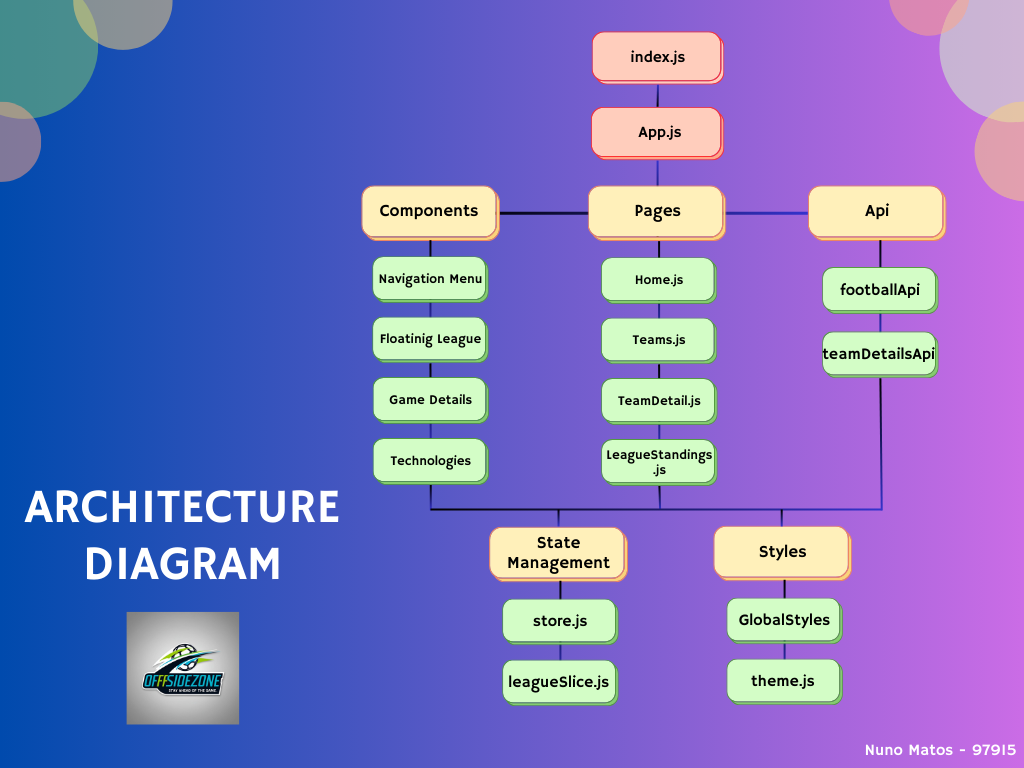 index.js
App.js
Components
Pages
Api
Navigation Menu
Floatinig League
Game Details
Technologies
Home.js
Teams.js
TeamDetail.js
LeagueStandings
.js
footballApi
teamDetailsApi
State
Management
store.js
leagueSlice.js
Styles
GlobalStyles
theme.js
ARCHITECTURE
DIAGRAM
OFFFSIDEZONE
STAY AHEAD OF THE GAME.
Nuno Matos - 97915